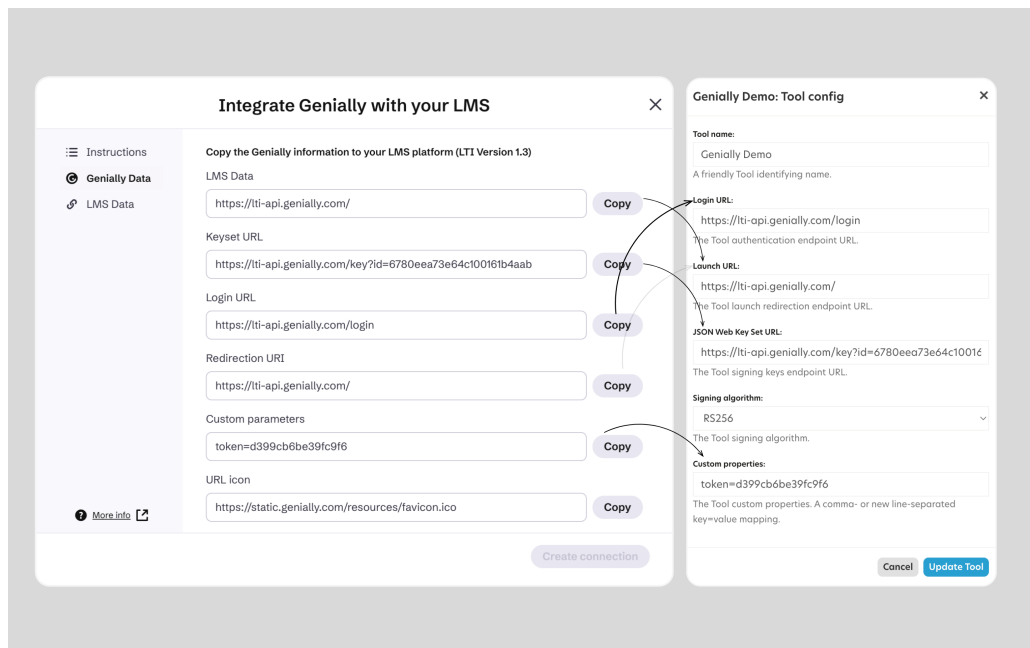 Integrate Genially with your LMS
Instructions
Genially Data
LMS Data
More info
Copy the Genially information to your LMS platform (LTI Version 1.3)
LMS Data
https://lti-api.genially.com/
Copy
Keyset URL
https://lti-api.genially.com/key?id=6780eea73e64c100161b4aab
Copy
Login URL
https://lti-api.genially.com/login
Copy
Redirection URI
https://lti-api.genially.com/
Copy
Custom parameters
token=d399cb6be39fc9f6
Copy
URL icon
https://static.genially.com/resources/favicon.ico
Copy
Create connection
Genially Demo: Tool config
Tool name:
Genially Demo
A friendly Tool identifying name.
Login URL:
https://lti-api.genially.com/login
The Tool authentication endpoint URL.
Launch URL:
https://lti-api.genially.com/
The Tool launch redirection endpoint URL.
JSON Web Key Set URL:
https://lti-api.genially.com/key?id=6780eea73e64c10016
The Tool signing keys endpoint URL.
Signing algorithm:
RS256
The Tool signing algorithm.
Custom properties:
token=d399cb6be39fc9f6
The Tool custom properties. A comma- or new line-separated
key=value mapping.
Cancel
Update Tool